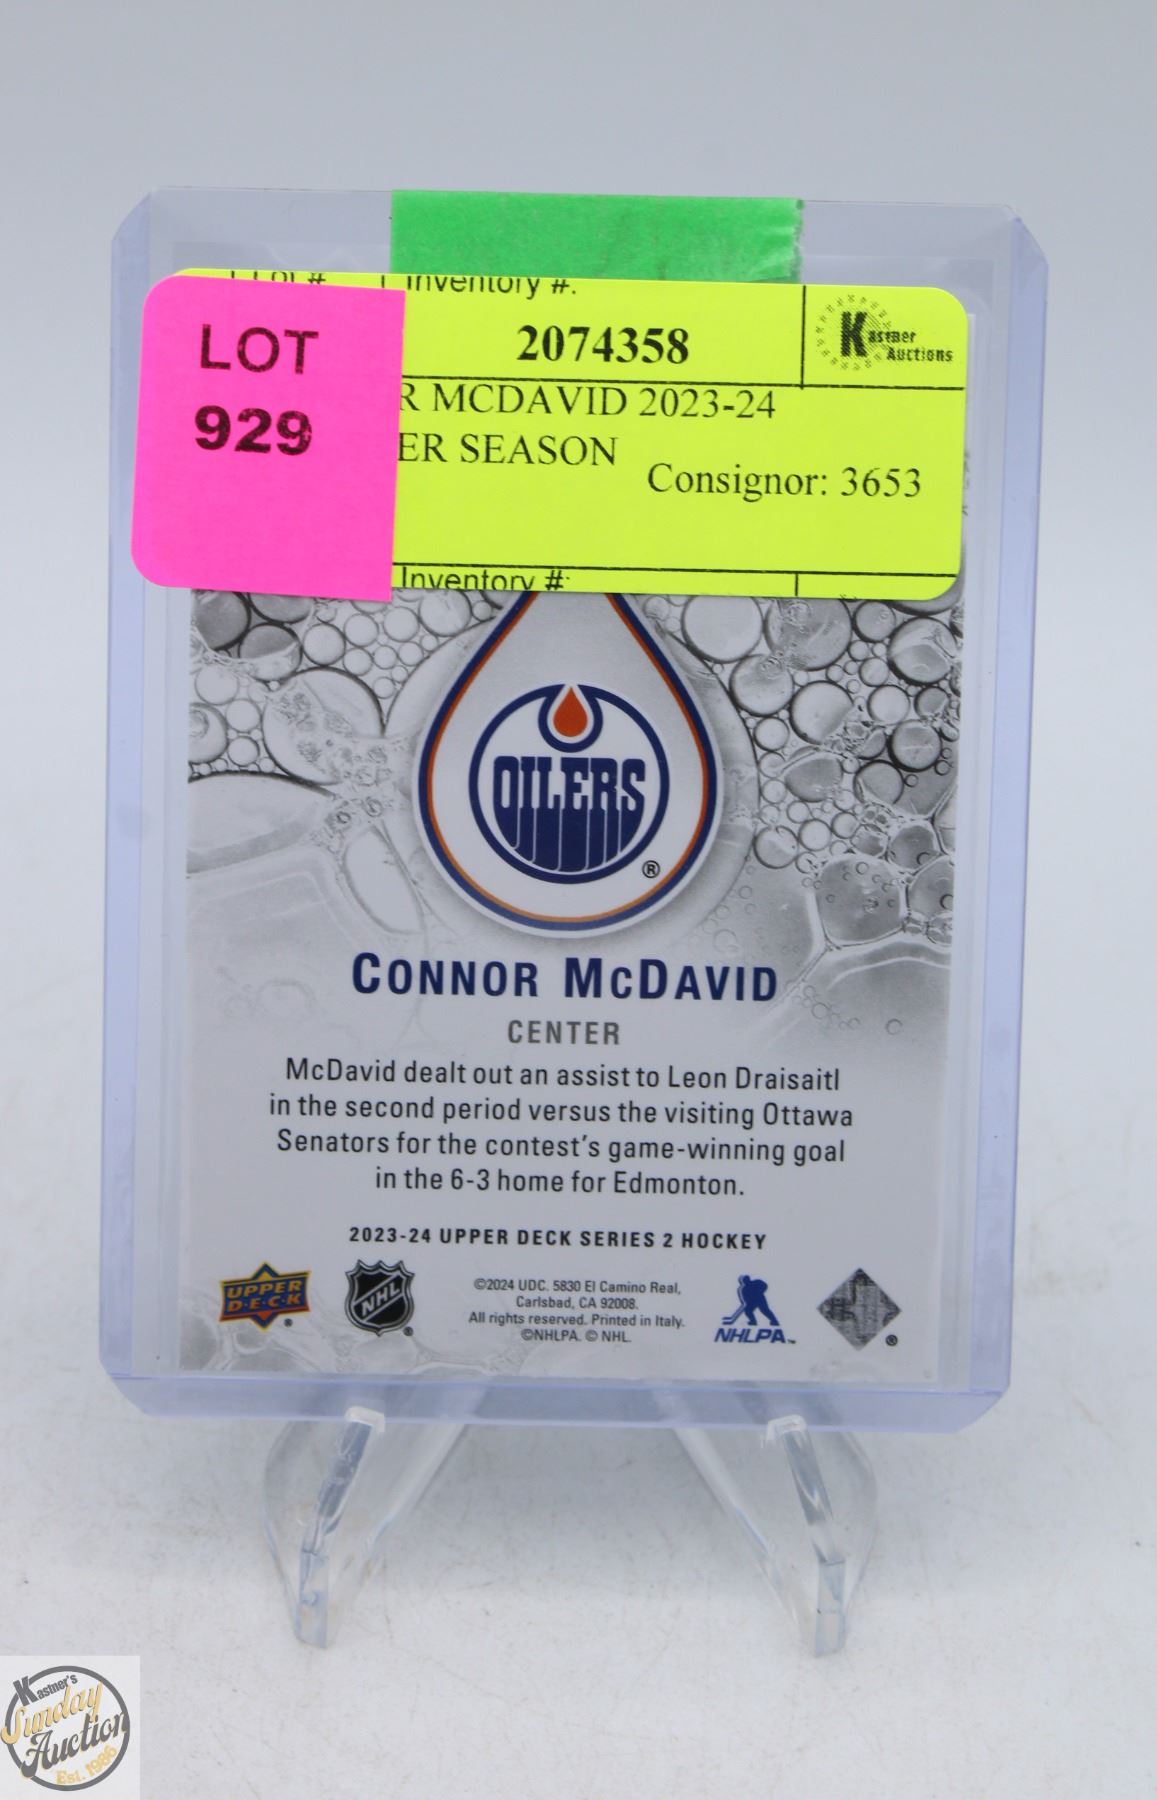 Inventory #:
LOT
929
2074358
Kastner
Auctions
R MCDAVID 2023-24
ER SEASON
Consignor: 3653
Inventory #:
OILERS
®
CONNOR MCDAVID
CENTER
McDavid dealt out an assist to Leon Draisaitl
in the second period versus the visiting Ottawa
Senators for the contest's game-winning goal
in the 6-3 home for Edmonton.
2023-24 UPPER DECK SERIES 2 HOCKEY
UPPER
D·E·C·K
®
NHL
®
©2024 UDC. 5830 El Camino Real,
Carlsbad, CA 92008.
All rights reserved. Printed in Italy.
©NHLPA. © NHL.
NHLPA™
®
Kastner's
Sunday
Auction
Est. 1986